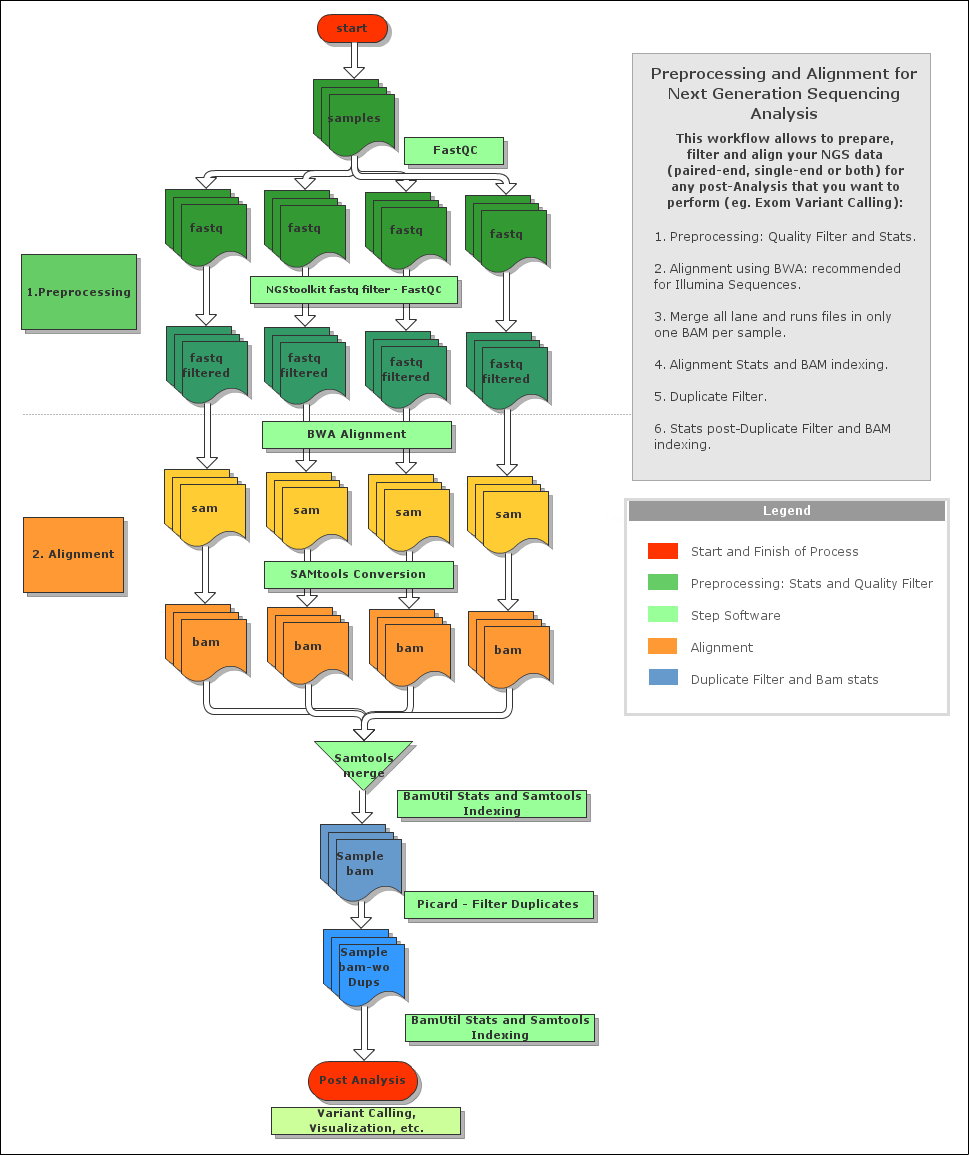 start
samples
FastQC
fastq
fastq
fastq
fastq
1.Preprocessing
NGStoolkit fastq filter - FastQC
fastq
filtered
fastq
filtered
fastq
filtered
fastq
filtered
BWA Alignment
sam
sam
sam
sam
2. Alignment
SAMtools Conversion
bam
bam
bam
bam
Samtools
merge
BamUtil Stats and Samtools
Indexing
Sample
bam
Picard - Filter Duplicates
Sample
bam-wo
Dups
BamUtil Stats and Samtools
Indexing
Post Analysis
Variant Calling,
Visualization, etc.
Preprocessing and Alignment for
Next Generation Sequencing
Analysis
This workflow allows to prepare,
filter and align your NGS data
(paired-end, single-end or both) for
any post-Analysis that you want to
perform (eg. Exom Variant Calling):
1. Preprocessing: Quality Filter and Stats.
2. Alignment using BWA: recommended
for Illumina Sequences.
3. Merge all lane and runs files in only
one BAM per sample.
4. Alignment Stats and BAM indexing.
5. Duplicate Filter.
6. Stats post-Duplicate Filter and BAM
indexing.
Legend
Start and Finish of Process
Preprocessing: Stats and Quality Filter
Step Software
Alignment
Duplicate Filter and Bam stats